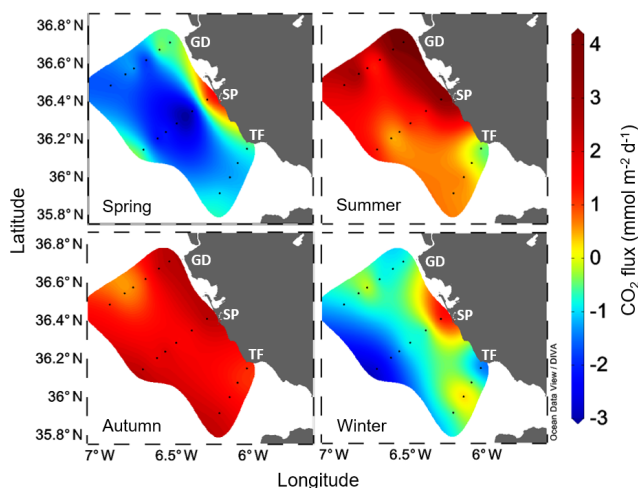 36.8°N
36.6°N
36.4°N
36.2°N
36°N
35.8°N
GD
SP
TF
Spring
GD
SP
TF
Summer
36.8°N
36.6°N
36.4°N
36.2°N
36°N
35.8°N
GD
SP
TF
Autumn
GD
SP
TF
Winter
7°W
6.5°W
6°W
7°W
6.5°W
6°W
Latitude
Longitude
Ocean Data View / DIVA
4
3
2
1
0
-1
-2
-3
CO₂ flux (mmol m⁻² d⁻¹)